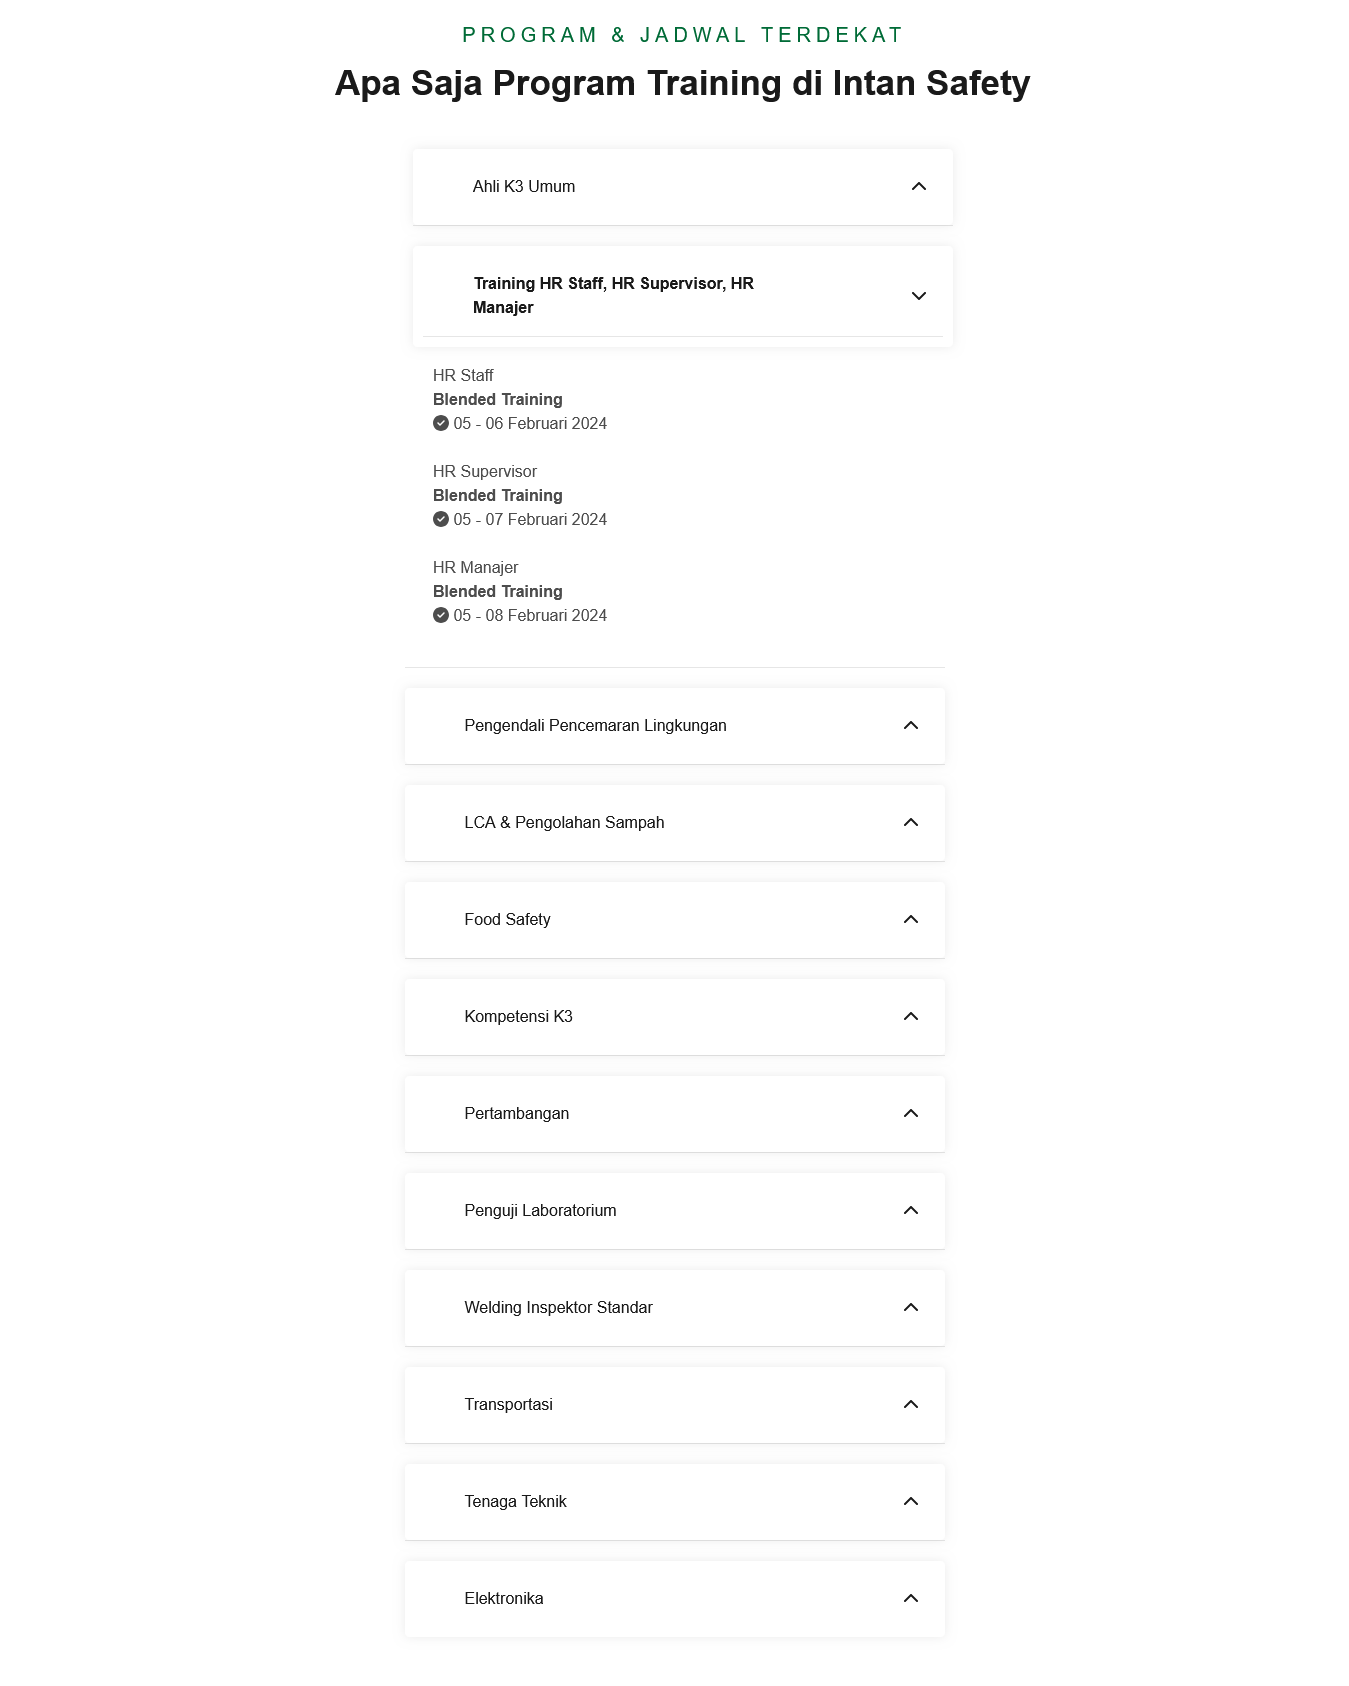 PROGRAM & JADWAL TERDEKAT
Apa Saja Program Training di Intan Safety
Ahli K3 Umum
Training HR Staff, HR Supervisor, HR
Manajer
HR Staff
Blended Training
05 - 06 Februari 2024
HR Supervisor
Blended Training
05 - 07 Februari 2024
HR Manajer
Blended Training
05 - 08 Februari 2024
Pengendali Pencemaran Lingkungan
LCA & Pengolahan Sampah
Food Safety
Kompetensi K3
Pertambangan
Penguji Laboratorium
Welding Inspektor Standar
Transportasi
Tenaga Teknik
Elektronika